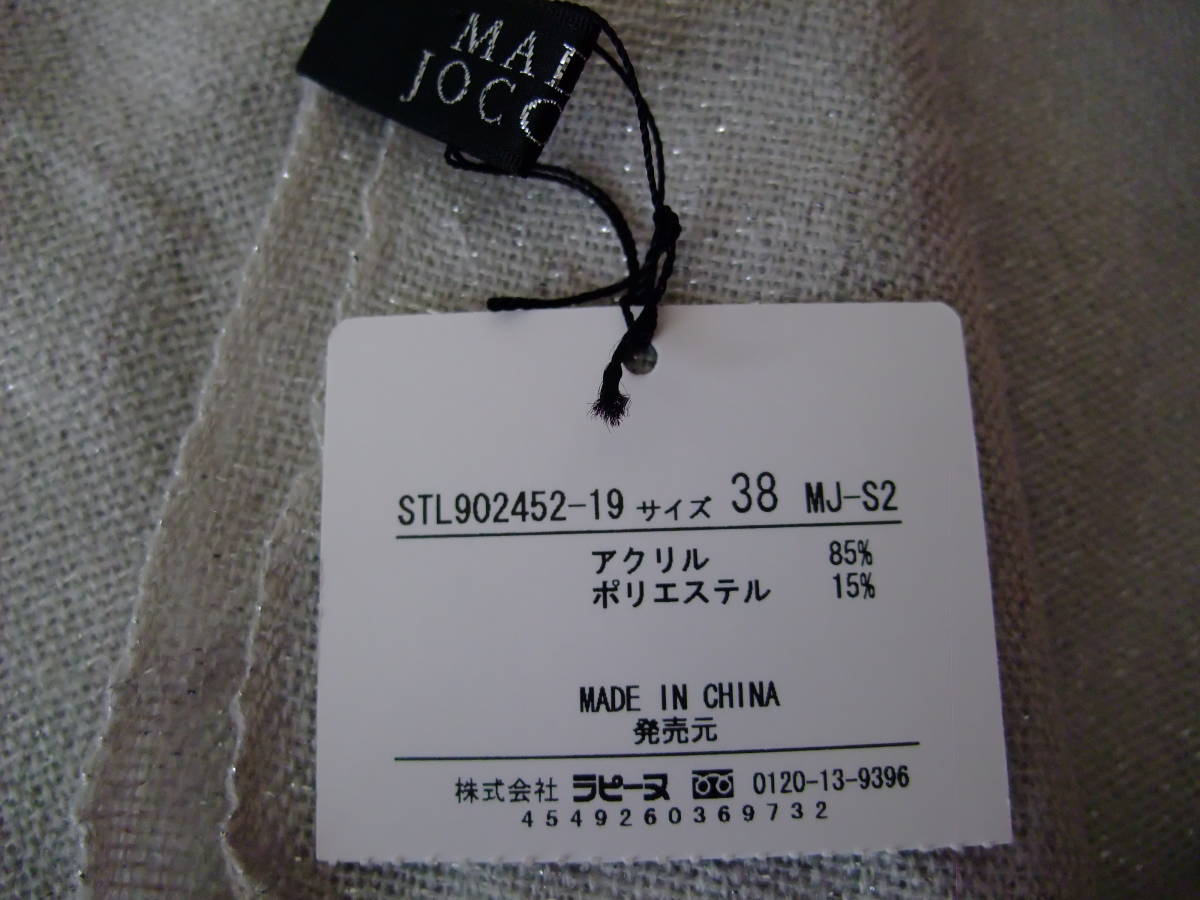 MAD
JOCO
STL902452-19 サイズ 38 MJ-S2
アクリル 85%
ポリエステル 15%
MADE IN CHINA
発売元
株式会社 ラピーヌ 0120-13-9396
4549260369732